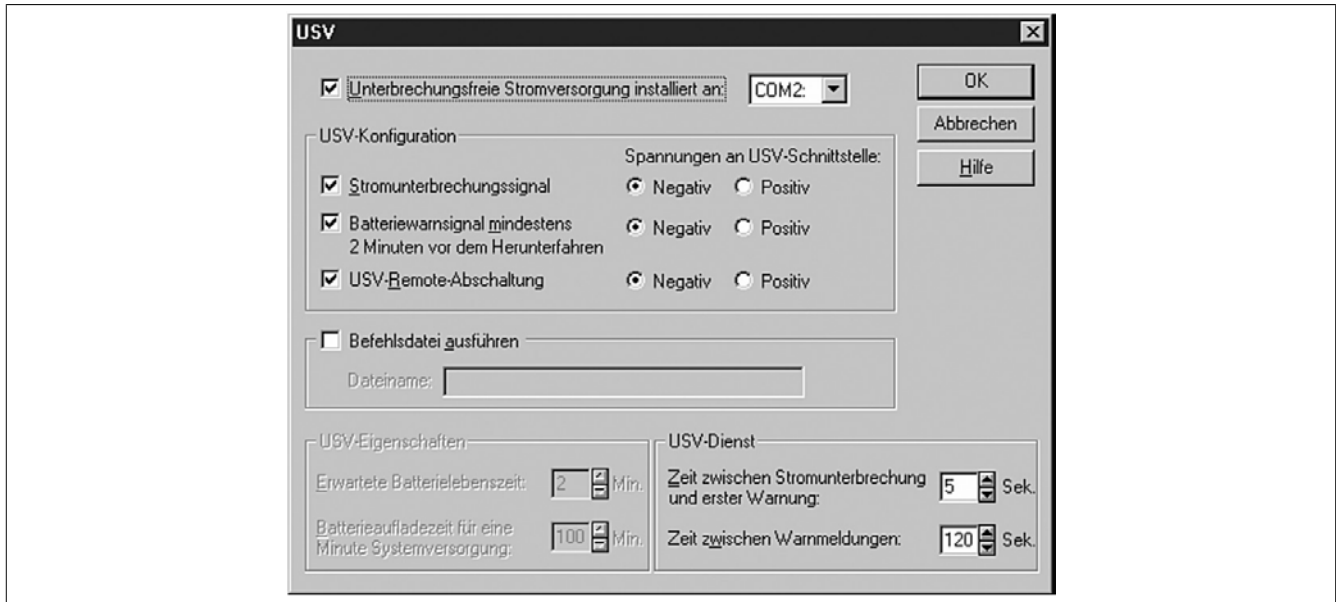 USV
Unterbrechungsfreie Stromversorgung installiert an: COM2:
OK
Abbrechen
Hilfe
USV-Konfiguration
Spannungen an USV-Schnittstelle:
Stromunterbrechungssignal Negativ Positiv
Batteriewarnsignal mindestens
2 Minuten vor dem Herunterfahren Negativ Positiv
USV-Remote-Abschaltung Negativ Positiv
Befehlsdatei ausführen
Dateiname:
USV-Eigenschaften
Erwartete Batterielebenszeit: 2 Min.
Batterieaufladezeit für eine
Minute Systemversorgung: 100 Min.
USV-Dienst
Zeit zwischen Stromunterbrechung
und erster Warnung: 5 Sek.
Zeit zwischen Warnmeldungen: 120 Sek.